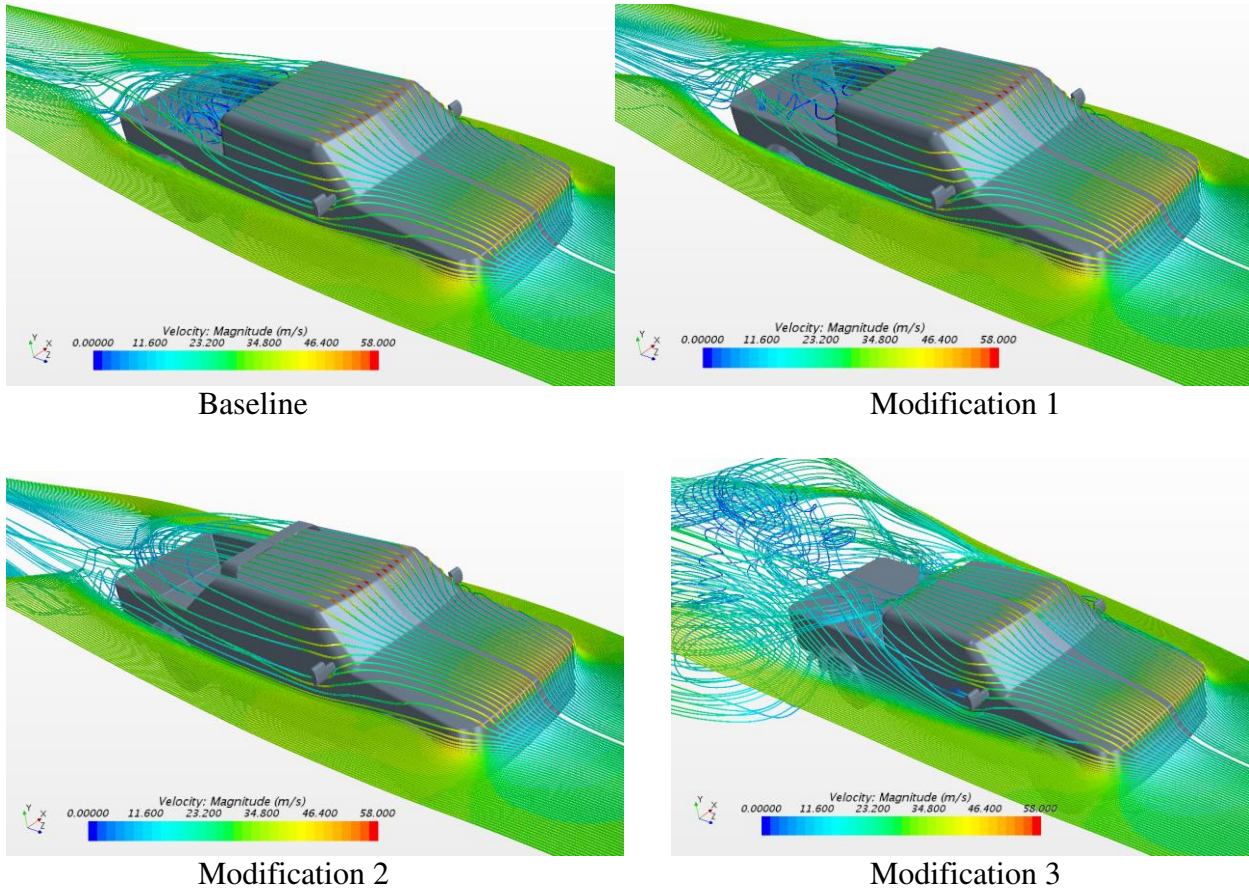 Velocity: Magnitude (m/s)
0.00000 11.600 23.200 34.800 46.400 58.000
Y X Z
Baseline
Velocity: Magnitude (m/s)
0.00000 11.600 23.200 34.800 46.400 58.000
Y X Z
Modification 1
Velocity: Magnitude (m/s)
0.00000 11.600 23.200 34.800 46.400 58.000
Y X Z
Modification 2
Velocity: Magnitude (m/s)
0.00000 11.600 23.200 34.800 46.400 58.000
Y X Z
Modification 3